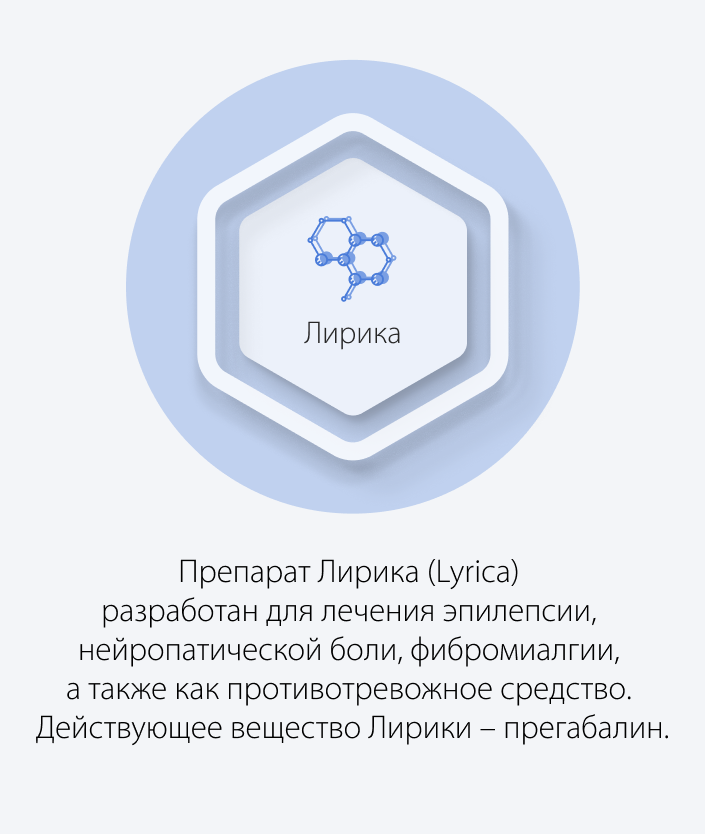 Лирика
Препарат Лирика (Lyrica)
разработан для лечения эпилепсии,
нейропатической боли, фибромиалгии,
а также как противотревожное средство.
Действующее вещество Лирики – прегабалин.